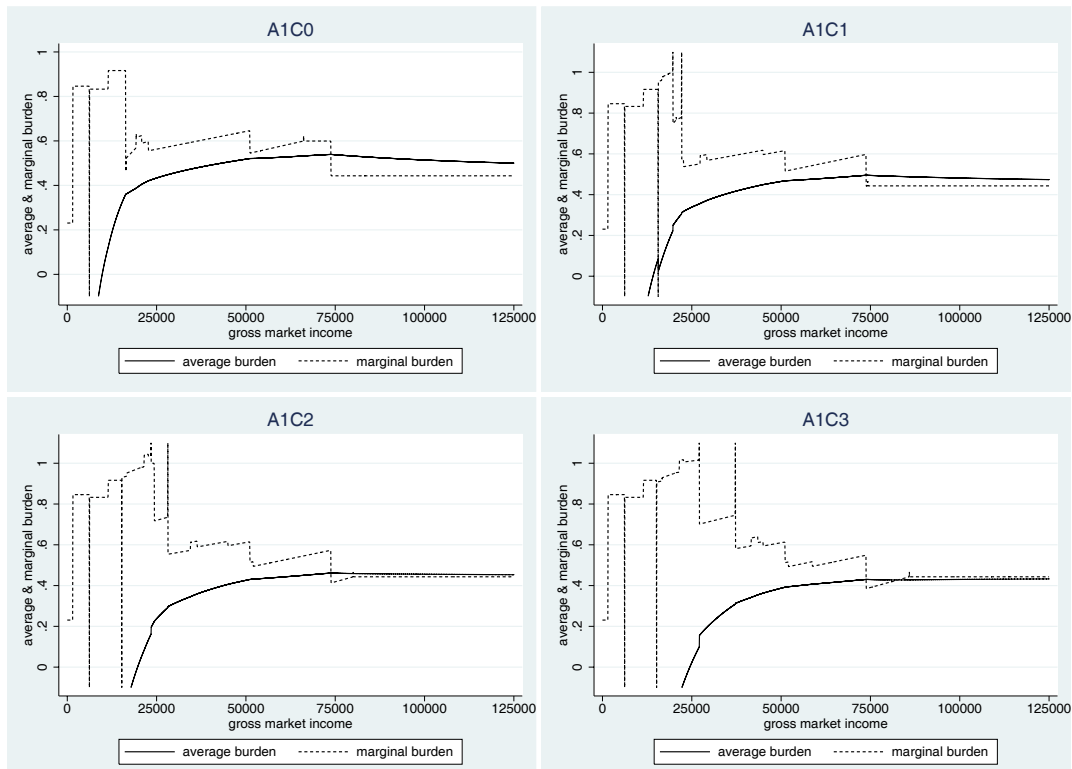 A1C0
average & marginal burden
0 .2 .4 .6 .8 1
0 25000 50000 75000 100000 125000
gross market income
average burden marginal burden
A1C1
average & marginal burden
0 .2 .4 .6 .8 1
0 25000 50000 75000 100000 125000
gross market income
average burden marginal burden
A1C2
average & marginal burden
0 .2 .4 .6 .8 1
0 25000 50000 75000 100000 125000
gross market income
average burden marginal burden
A1C3
average & marginal burden
0 .2 .4 .6 .8 1
0 25000 50000 75000 100000 125000
gross market income
average burden marginal burden